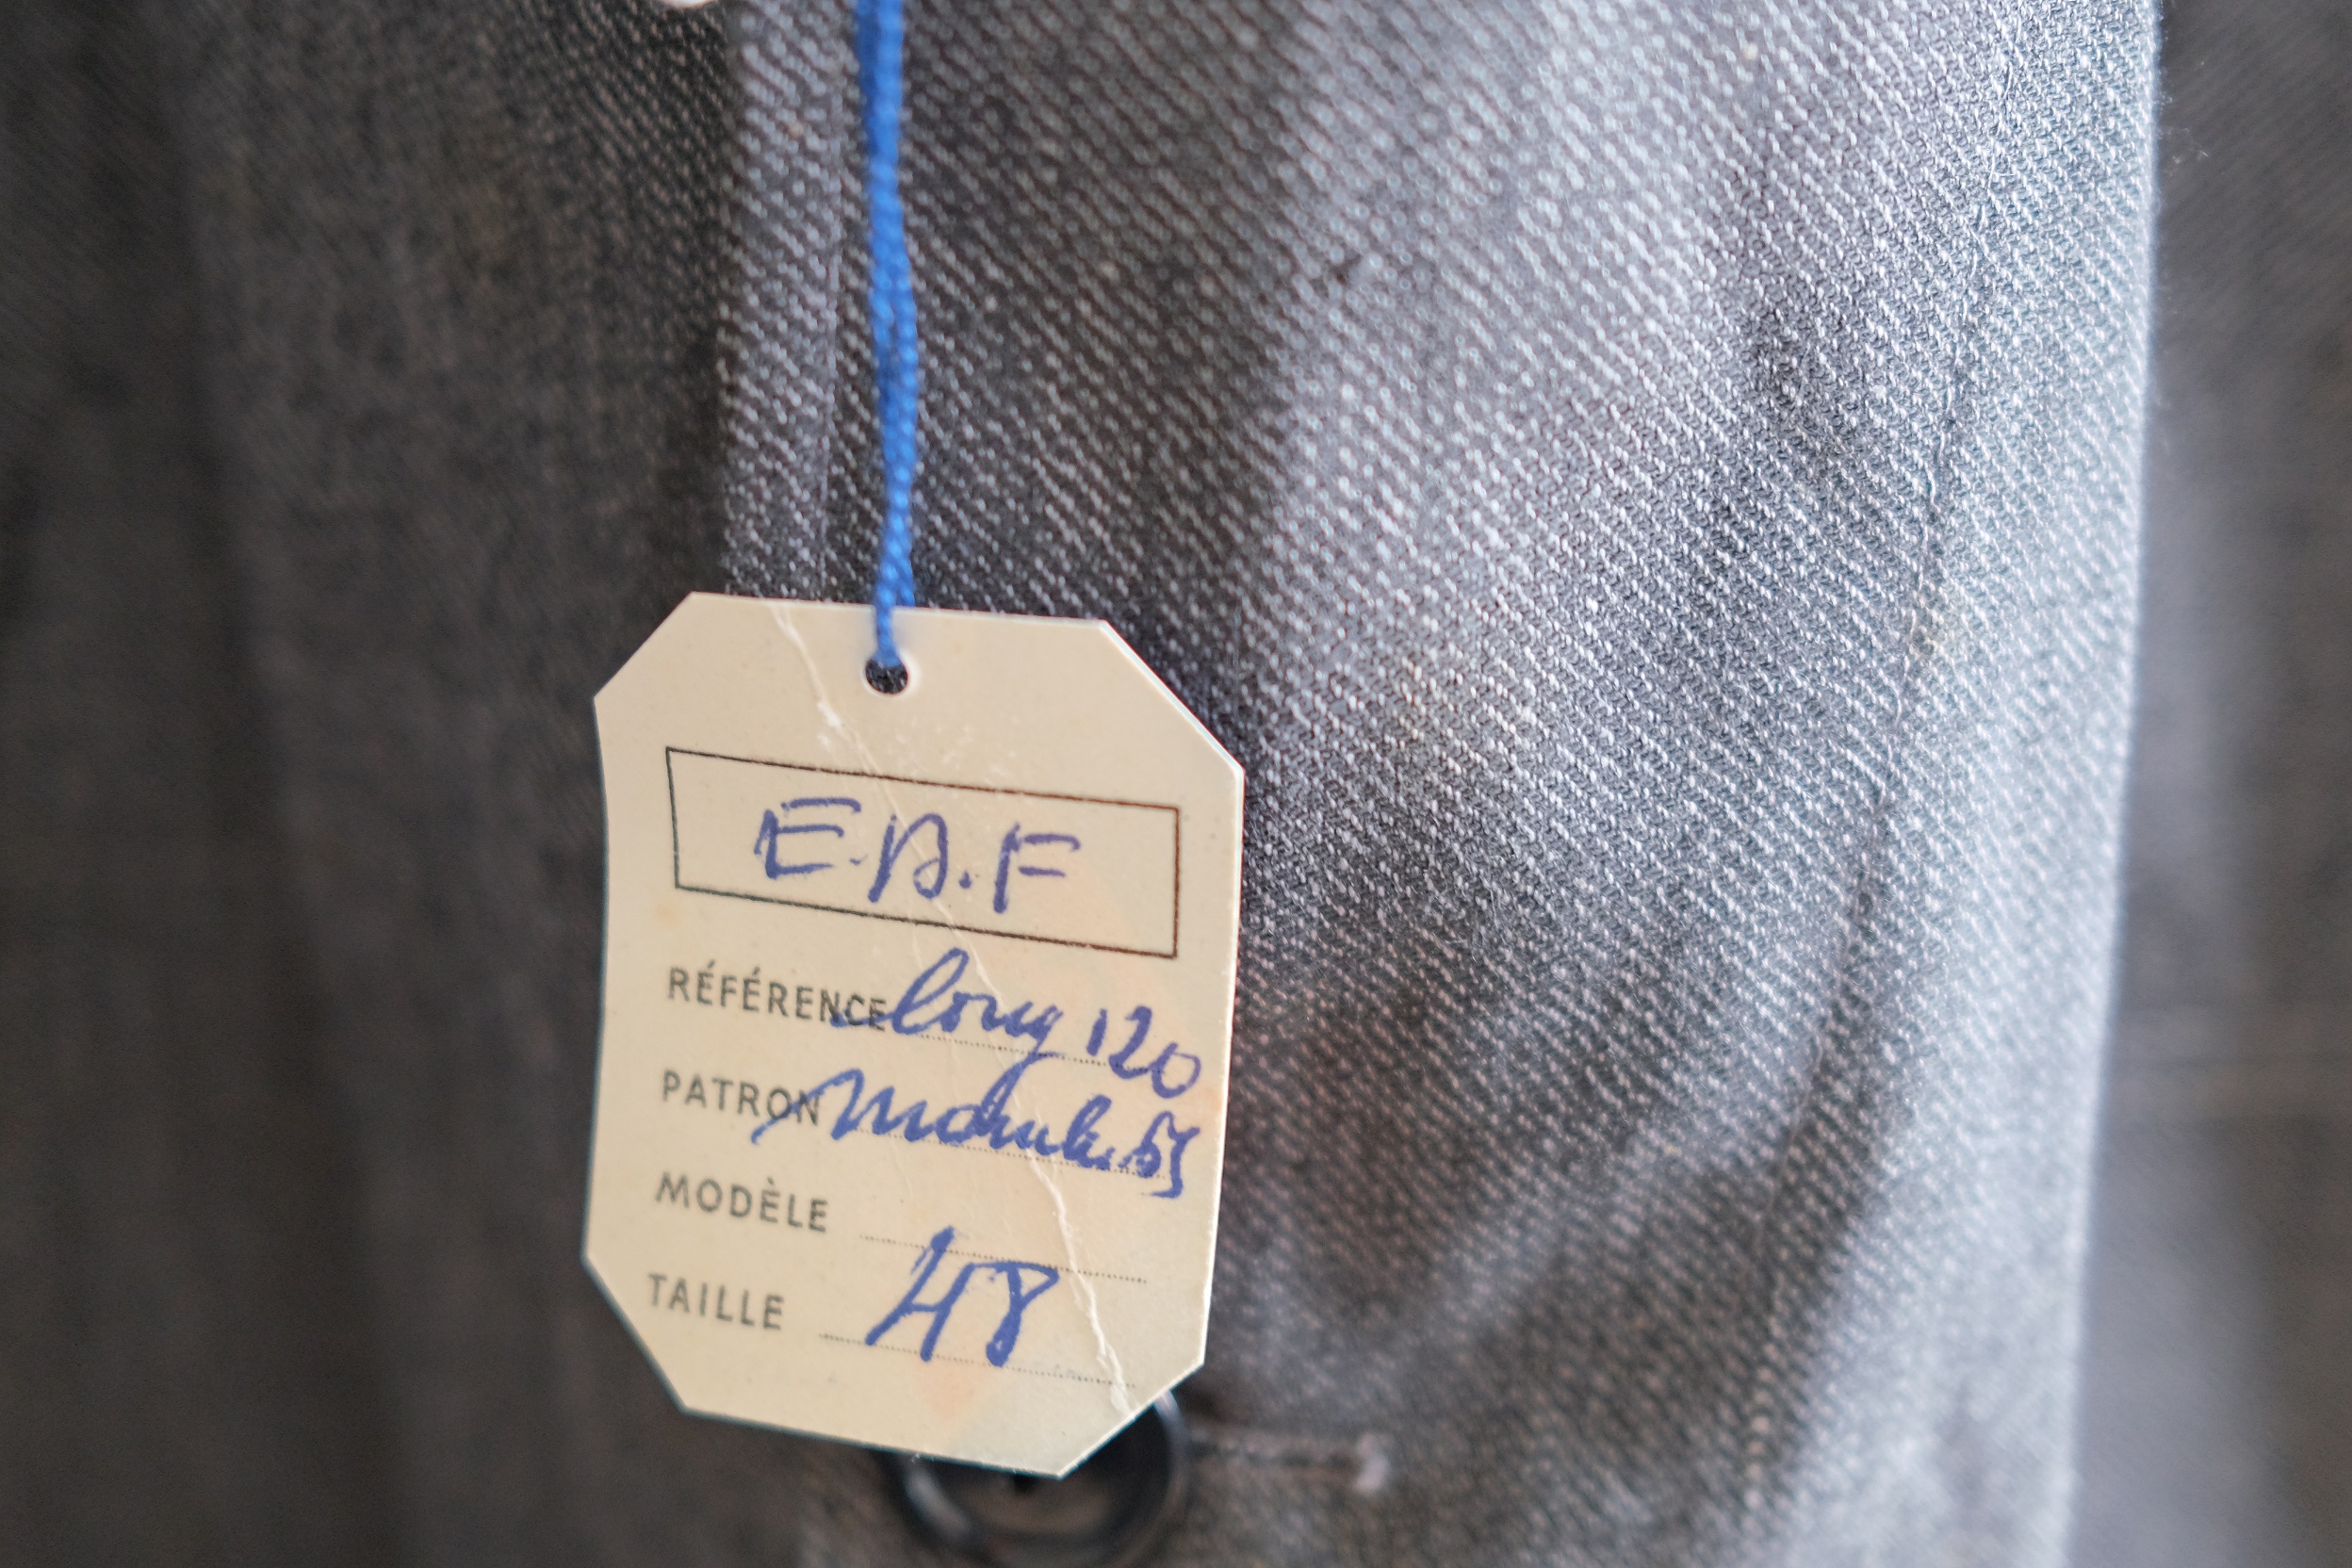 E.A.F
RÉFÉRENCE long 120
PATRON
MODÈLE
TAILLE 48